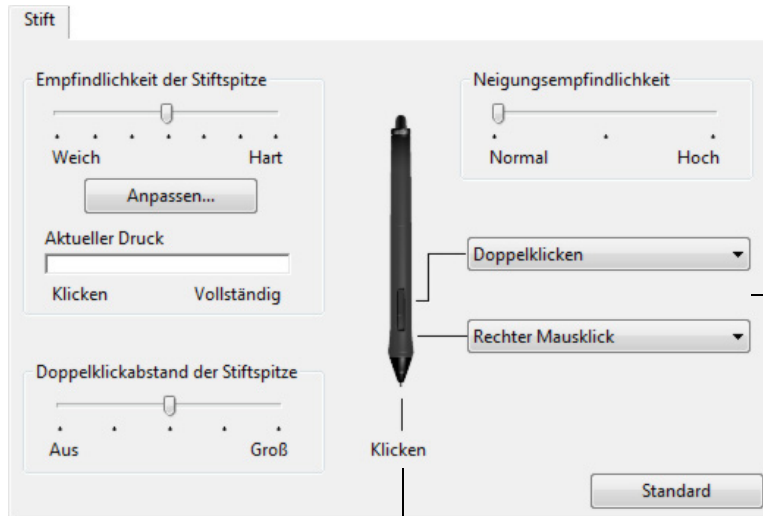 Stift
Empfindlichkeit der Stiftspitze
Weich Hart
Anpassen...
Aktueller Druck
Klicken Vollständig
Doppelklickabstand der Stiftspitze
Aus Groß
Klicken
Neigungsempfindlichkeit
Normal Hoch
Doppelklicken
Rechter Mausklick
Standard